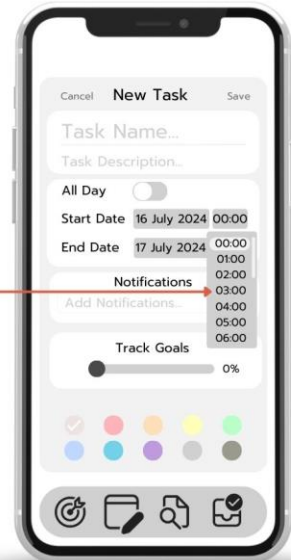 Cancel New Task Save
Task Name...
Task Description..
All Day
Start Date 16 July 2024 00:00
End Date 17 July 2024 00:00
01:00
02:00
Notifications 03:00
Add Notifications.. 04:00
05:00
06:00
Track Goals
0%